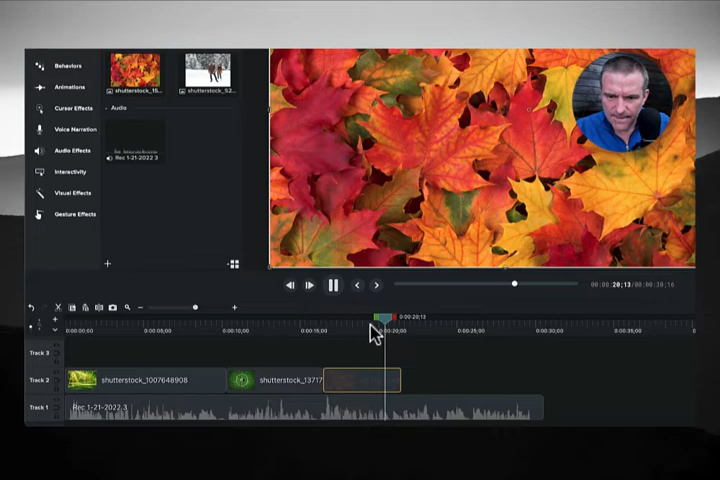 Behaviors
Animations
Cursor Effects
Voice Narration
Audio Effects
Interactivity
Visual Effects
Gesture Effects
shutterstock_15...
shutterstock_52...
Audio
Rec 1-21-2022 3
0:00:20;13/0:00:30;16
0:00:20;13
0:00:00;00
0:00:05;00
0:00:10;00
0:00:15;00
0:00:20;00
0:00:25;00
0:00:30;00
0:00:35;00
Track 3
Track 2
shutterstock_1007648908
shutterstock_13717
Track 1
Rec 1-21-2022 3